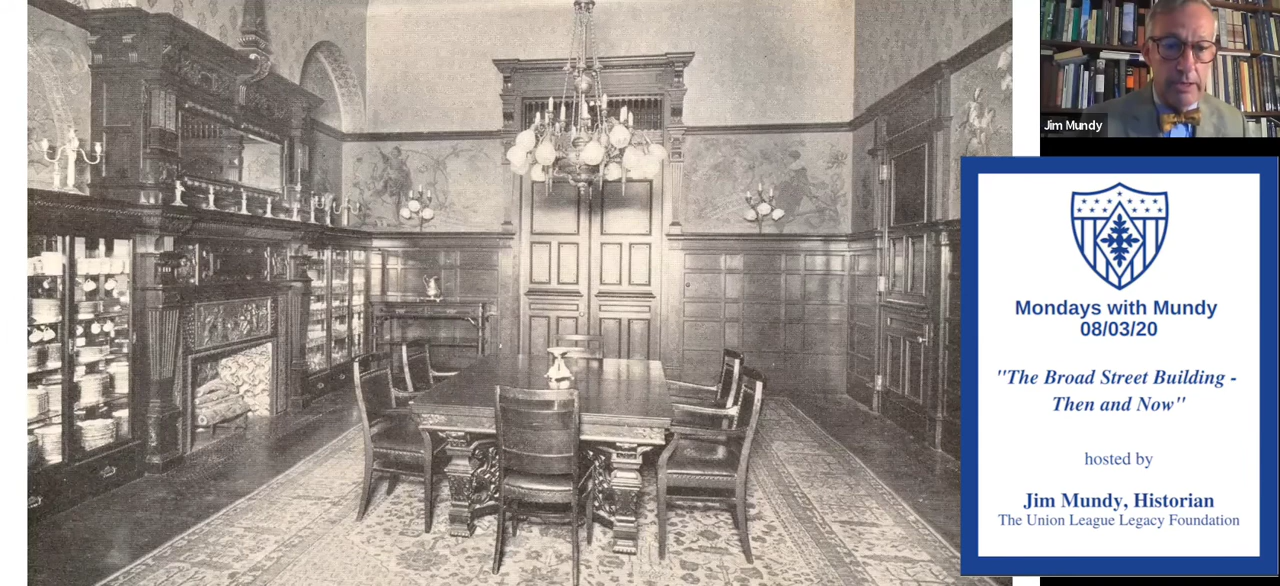 Jim Mundy
Mondays with Mundy
08/03/20
"The Broad Street Building -
Then and Now"
hosted by
Jim Mundy, Historian
The Union League Legacy Foundation